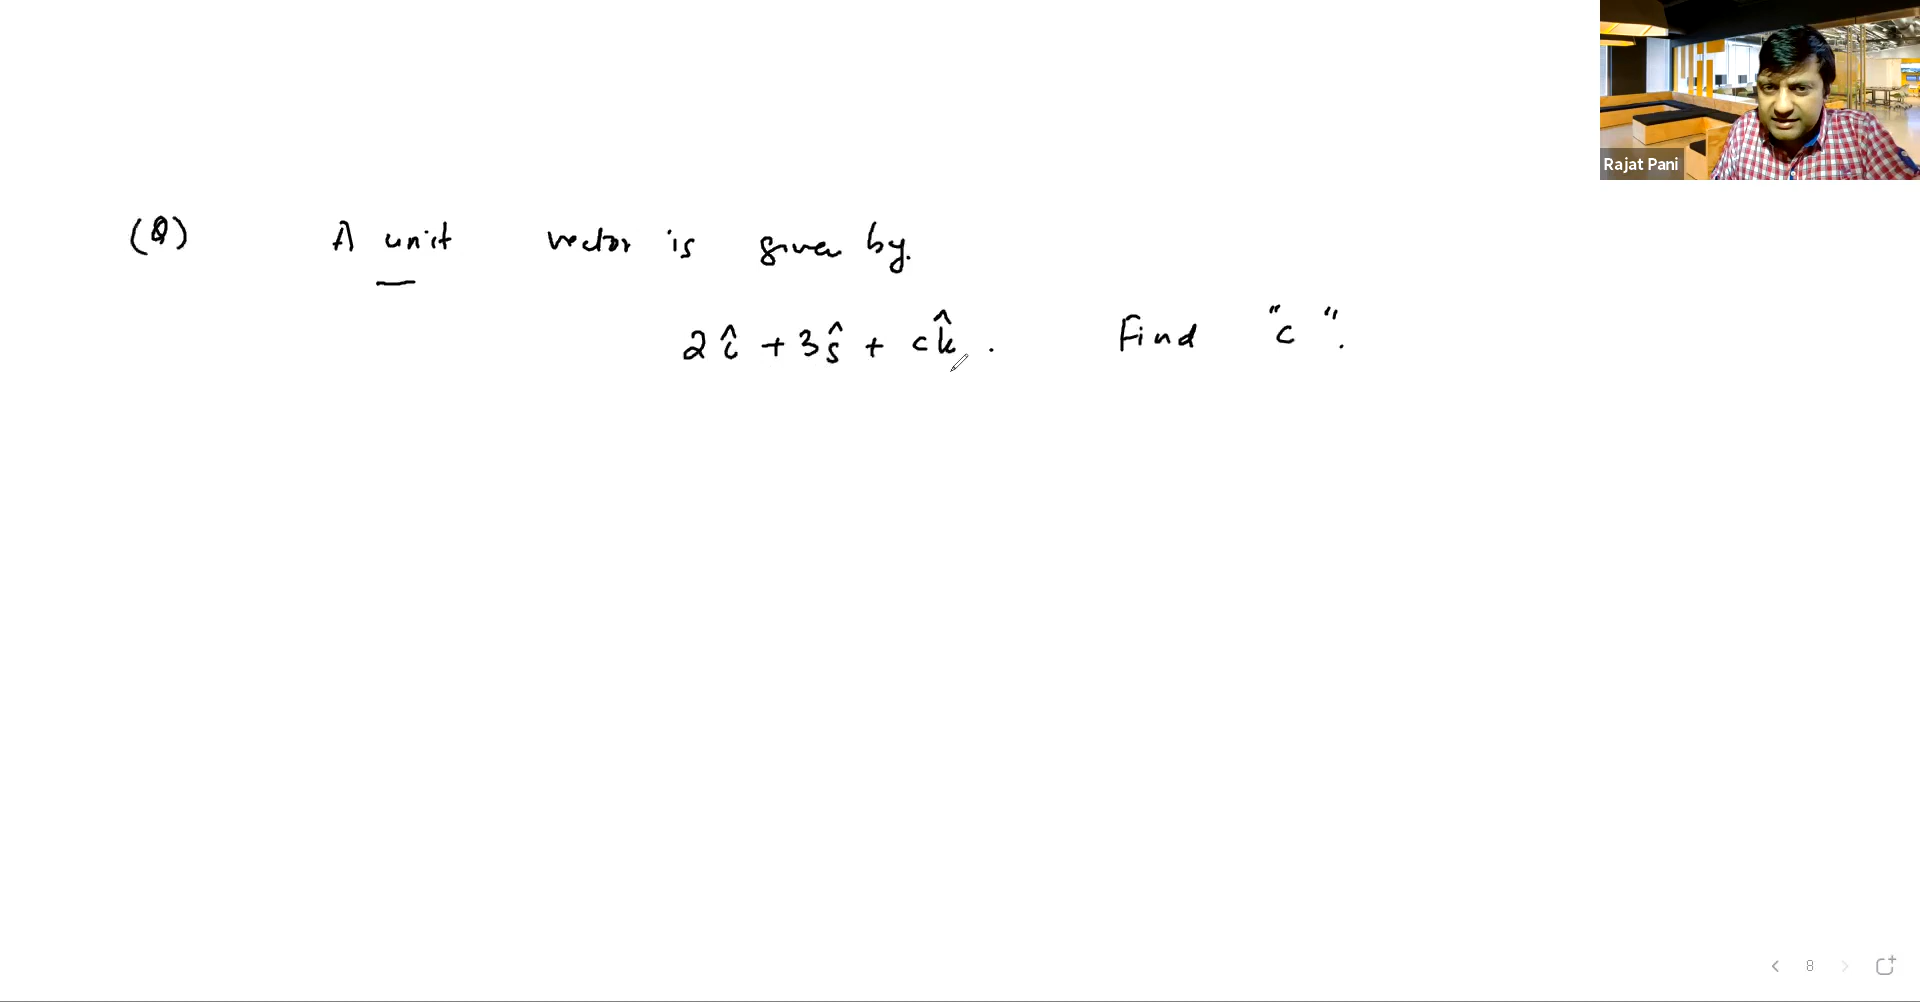 Rajat Pani
(Q) A unit vector is given by.
2î + 3ĵ + ck̂ . Find "c".
8